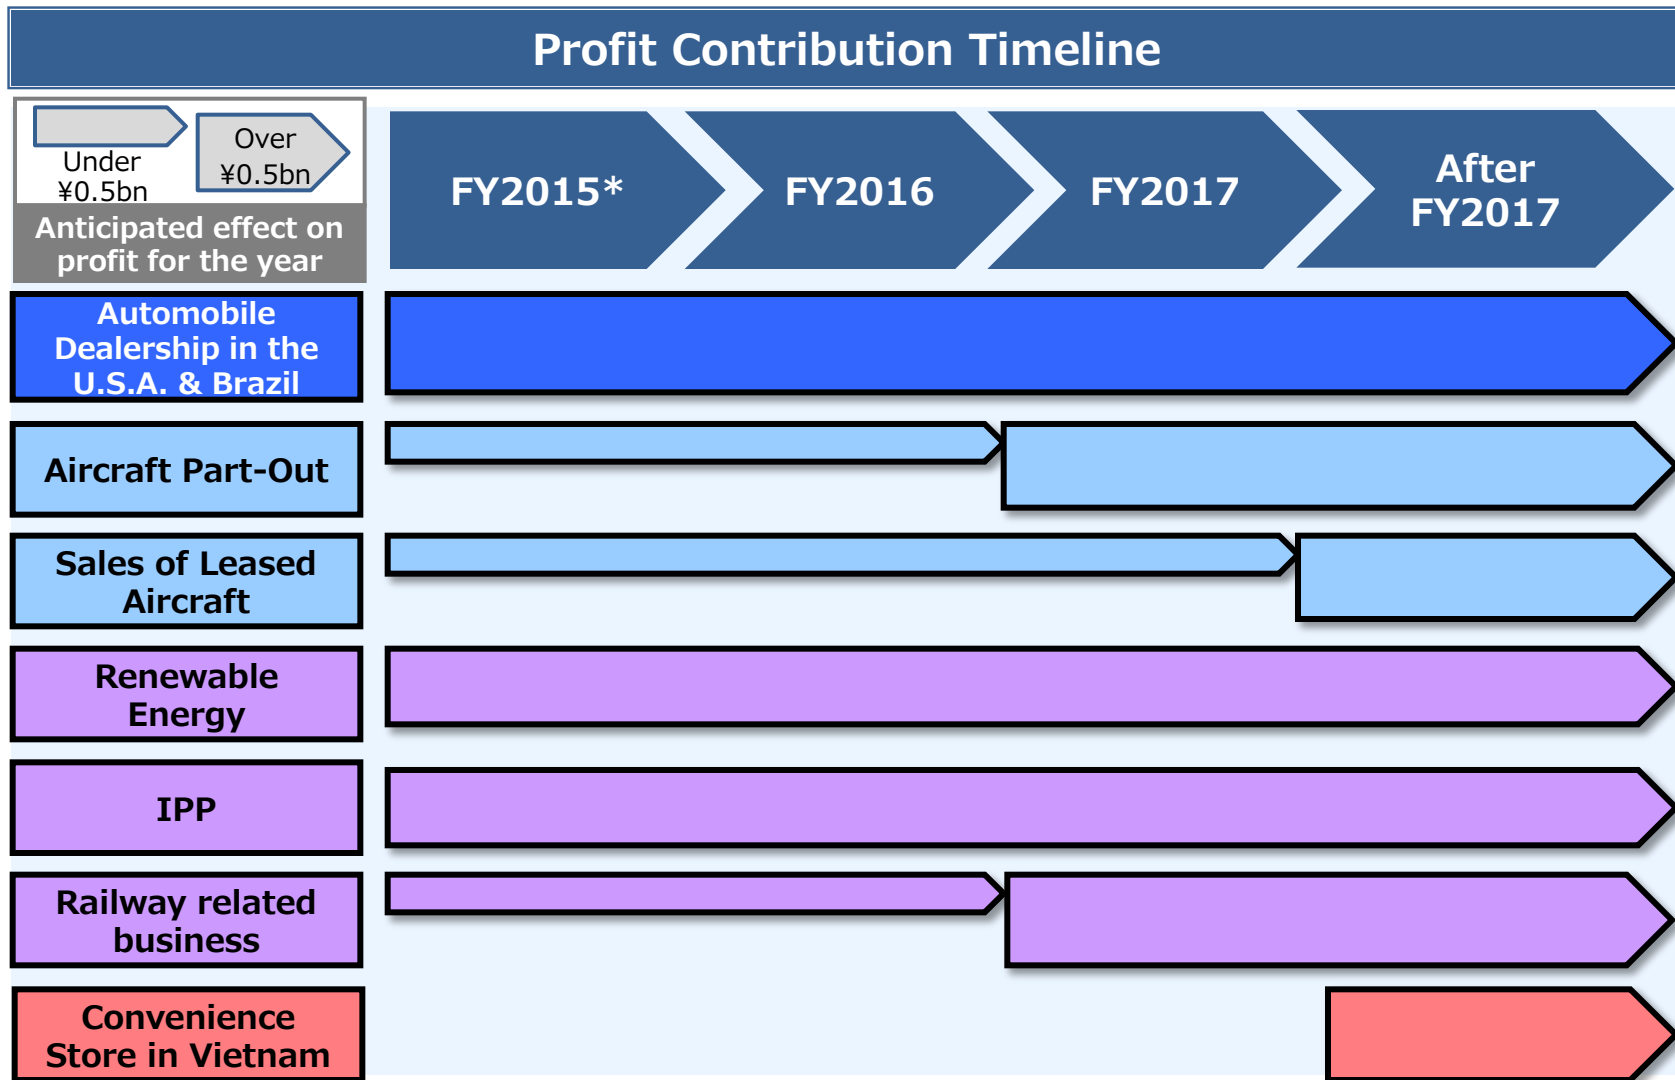 Profit Contribution Timeline
Under
¥0.5bn
Over
¥0.5bn
Anticipated effect on
profit for the year
FY2015*
FY2016
FY2017
After
FY2017
Automobile
Dealership in the
U.S.A. & Brazil
Aircraft Part-Out
Sales of Leased
Aircraft
Renewable
Energy
IPP
Railway related
business
Convenience
Store in Vietnam